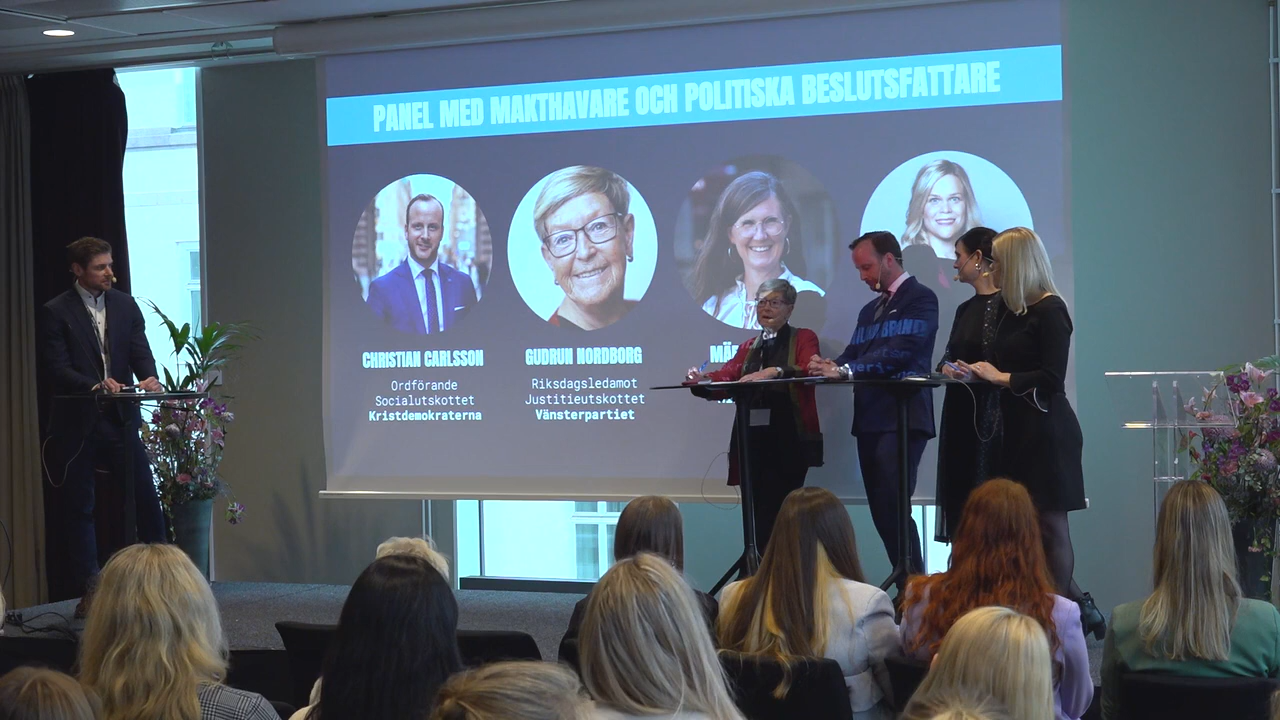 PANEL MED MAKTHAVARE OCH POLITISKA BESLUTSFATTARE
CHRISTIAN CARLSSON
Ordförande
Socialutskottet
Kristdemokraterna
GUDRUN NORDBORG
Riksdagsledamot
Justitieutskottet
Vänsterpartiet